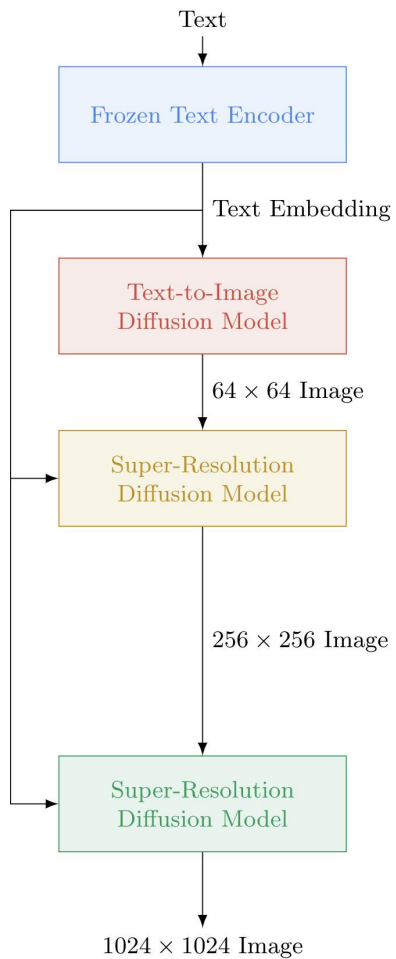 Text
Frozen Text Encoder
Text Embedding
Text-to-Image
Diffusion Model
64 × 64 Image
Super-Resolution
Diffusion Model
256 × 256 Image
Super-Resolution
Diffusion Model
1024 × 1024 Image